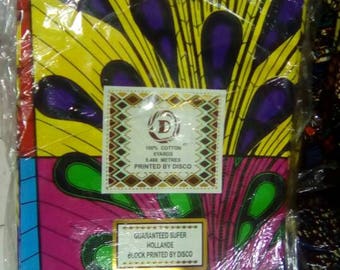 D
100% COTTON
6YARDS
5.486 METRES
PRINTED BY DISCO
GUARANTEED SUPER
HOLLANDE
BLOCK PRINTED BY DISCO